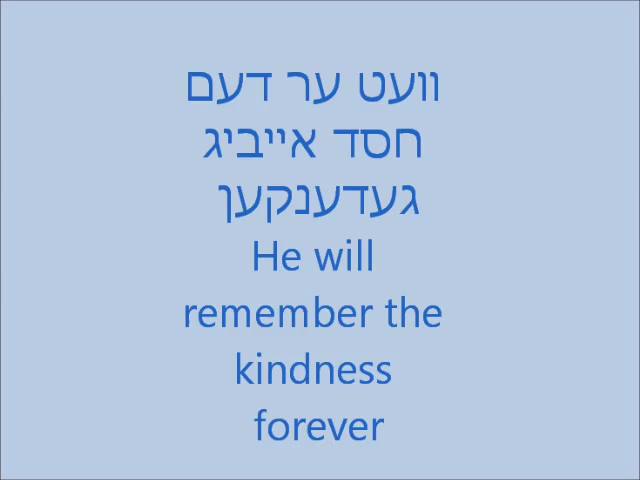 וועט ער דעם
חסד אייביג
געדענקען
He will
remember the
kindness
forever